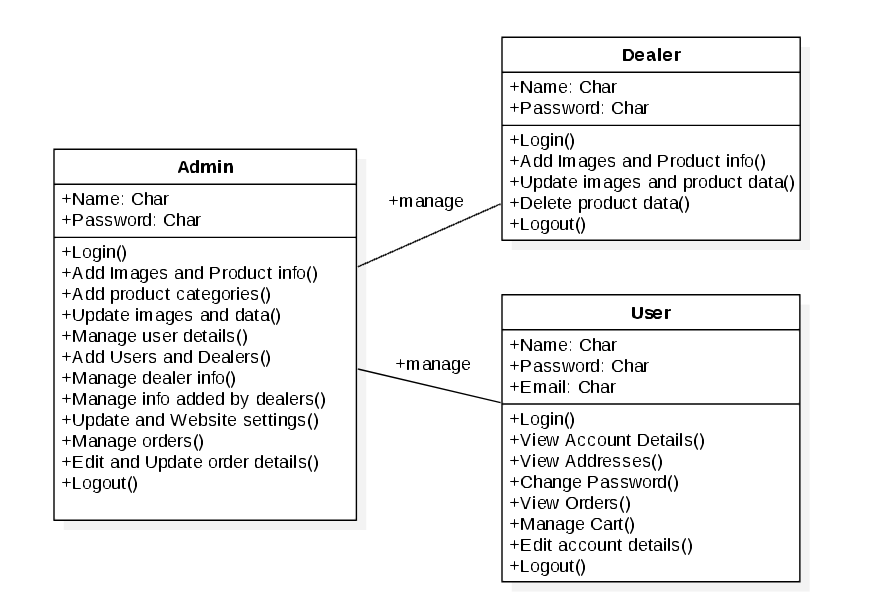 Dealer
+Name: Char
+Password: Char
+Login()
+Add Images and Product info()
+Update images and product data()
+Delete product data()
+Logout()
Admin
+Name: Char
+Password: Char
+Login()
+Add Images and Product info()
+Add product categories()
+Update images and data()
+Manage user details()
+Add Users and Dealers()
+Manage dealer info()
+Manage info added by dealers()
+Update and Website settings()
+Manage orders()
+Edit and Update order details()
+Logout()
+manage
+manage
User
+Name: Char
+Password: Char
+Email: Char
+Login()
+View Account Details()
+View Addresses()
+Change Password()
+View Orders()
+Manage Cart()
+Edit account details()
+Logout()